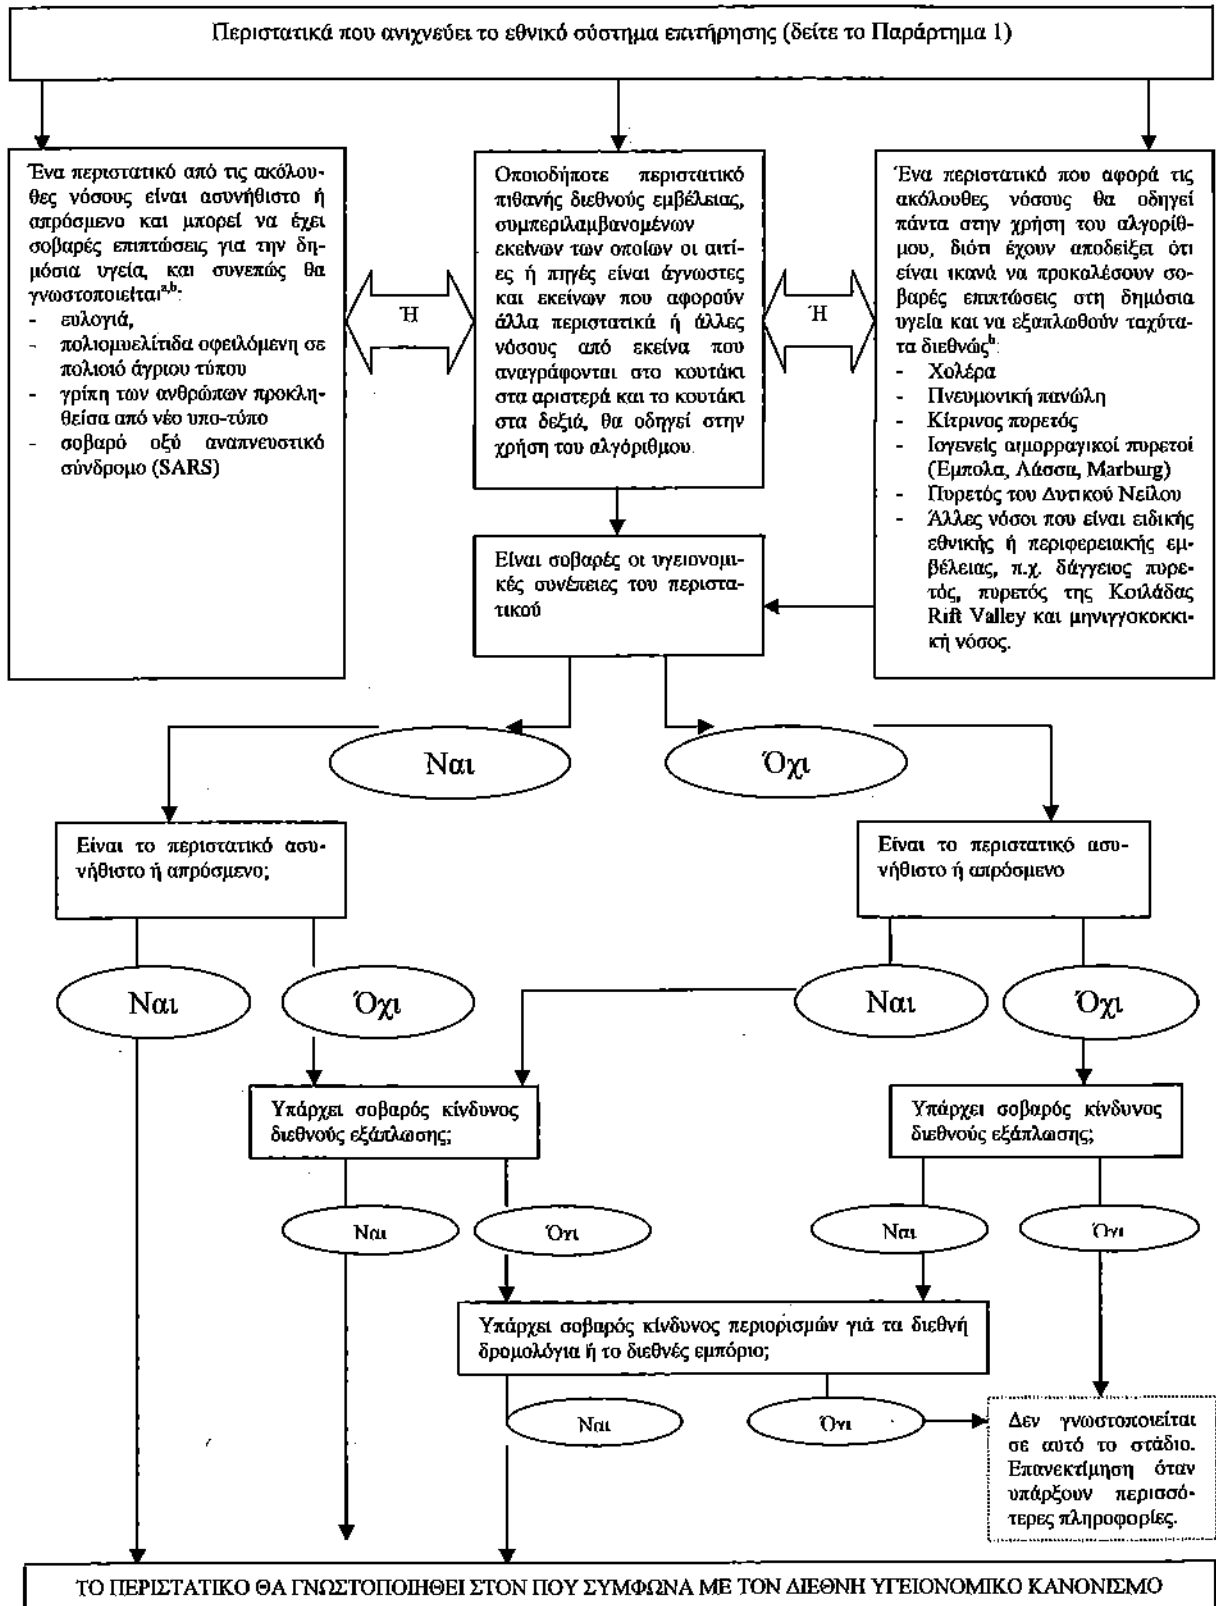 Περιστατικά που ανιχνεύει το εθνικό σύστημα επιτήρησης (δείτε το Παράρτημα 1)
Ένα περιστατικό από τις ακόλου-
θες νόσους είναι ασυνήθιστο ή
απρόσμενο και μπορεί να έχει
σοβαρές επιπτώσεις για την δη-
μόσια υγεία, και συνεπώς θα
γνωστοποιείται a,b:
- ευλογιά,
- πολιομυελίτιδα οφειλόμενη σε
πολιοιό άγριου τύπου
- γρίπη των ανθρώπων προκλη-
θείσα από νέο υπο-τύπο
- σοβαρό οξύ αναπνευστικό
σύνδρομο (SARS)
Ή
Οποιοδήποτε περιστατικό
πιθανής διεθνούς εμβέλειας,
συμπεριλαμβανομένων
εκείνων των οποίων οι αιτί-
ες ή πηγές είναι άγνωστες
και εκείνων που αφορούν
άλλα περιστατικά ή άλλες
νόσους από εκείνα που
αναγράφονται στο κουτάκι
στα αριστερά και το κουτάκι
στα δεξιά, θα οδηγεί στην
χρήση του αλγόριθμου.
Ή
Ένα περιστατικό που αφορά τις
ακόλουθες νόσους θα οδηγεί
πάντα στην χρήση του αλγορίθ-
μου, διότι έχουν αποδείξει ότι
είναι ικανά να προκαλέσουν σο-
βαρές επιπτώσεις στη δημόσια
υγεία και να εξαπλωθούν ταχύτα-
τα διεθνώς b:
- Χολέρα
- Πνευμονική πανώλη
- Κίτρινος πυρετός
- Ιογενείς αιμορραγικοί πυρετοί
(Εμπολα, Λάσσα, Marburg)
- Πυρετός του Δυτικού Νείλου
- Άλλες νόσοι που είναι ειδικής
εθνικής ή περιφερειακής εμ-
βέλειας, π.χ. δάγγειος πυρε-
τός, πυρετός της Κοιλάδας
Rift Valley και μηνιγγοκοκκι-
κή νόσος.
Είναι σοβαρές οι υγειονομι-
κές συνέπειες του περιστα-
τικού
Ναι
Όχι
Είναι το περιστατικό ασυ-
νήθιστο ή απρόσμενο;
Είναι το περιστατικό ασυ-
νήθιστο ή απρόσμενο
Ναι
Όχι
Ναι
Όχι
Υπάρχει σοβαρός κίνδυνος
διεθνούς εξάπλωσης;
Υπάρχει σοβαρός κίνδυνος
διεθνούς εξάπλωσης;
Ναι
Όχι
Ναι
Όχι
Υπάρχει σοβαρός κίνδυνος περιορισμών για τα διεθνή
δρομολόγια ή το διεθνές εμπόριο;
Ναι
Όχι
Δεν γνωστοποιείται
σε αυτό το στάδιο.
Επανεκτίμηση όταν
υπάρξουν περισσό-
τερες πληροφορίες.
ΤΟ ΠΕΡΙΣΤΑΤΙΚΟ ΘΑ ΓΝΩΣΤΟΠΟΙΗΘΕΙ ΣΤΟΝ ΠΟΥ ΣΥΜΦΩΝΑ ΜΕ ΤΟΝ ΔΙΕΘΝΗ ΥΓΕΙΟΝΟΜΙΚΟ ΚΑΝΟΝΙΣΜΟ